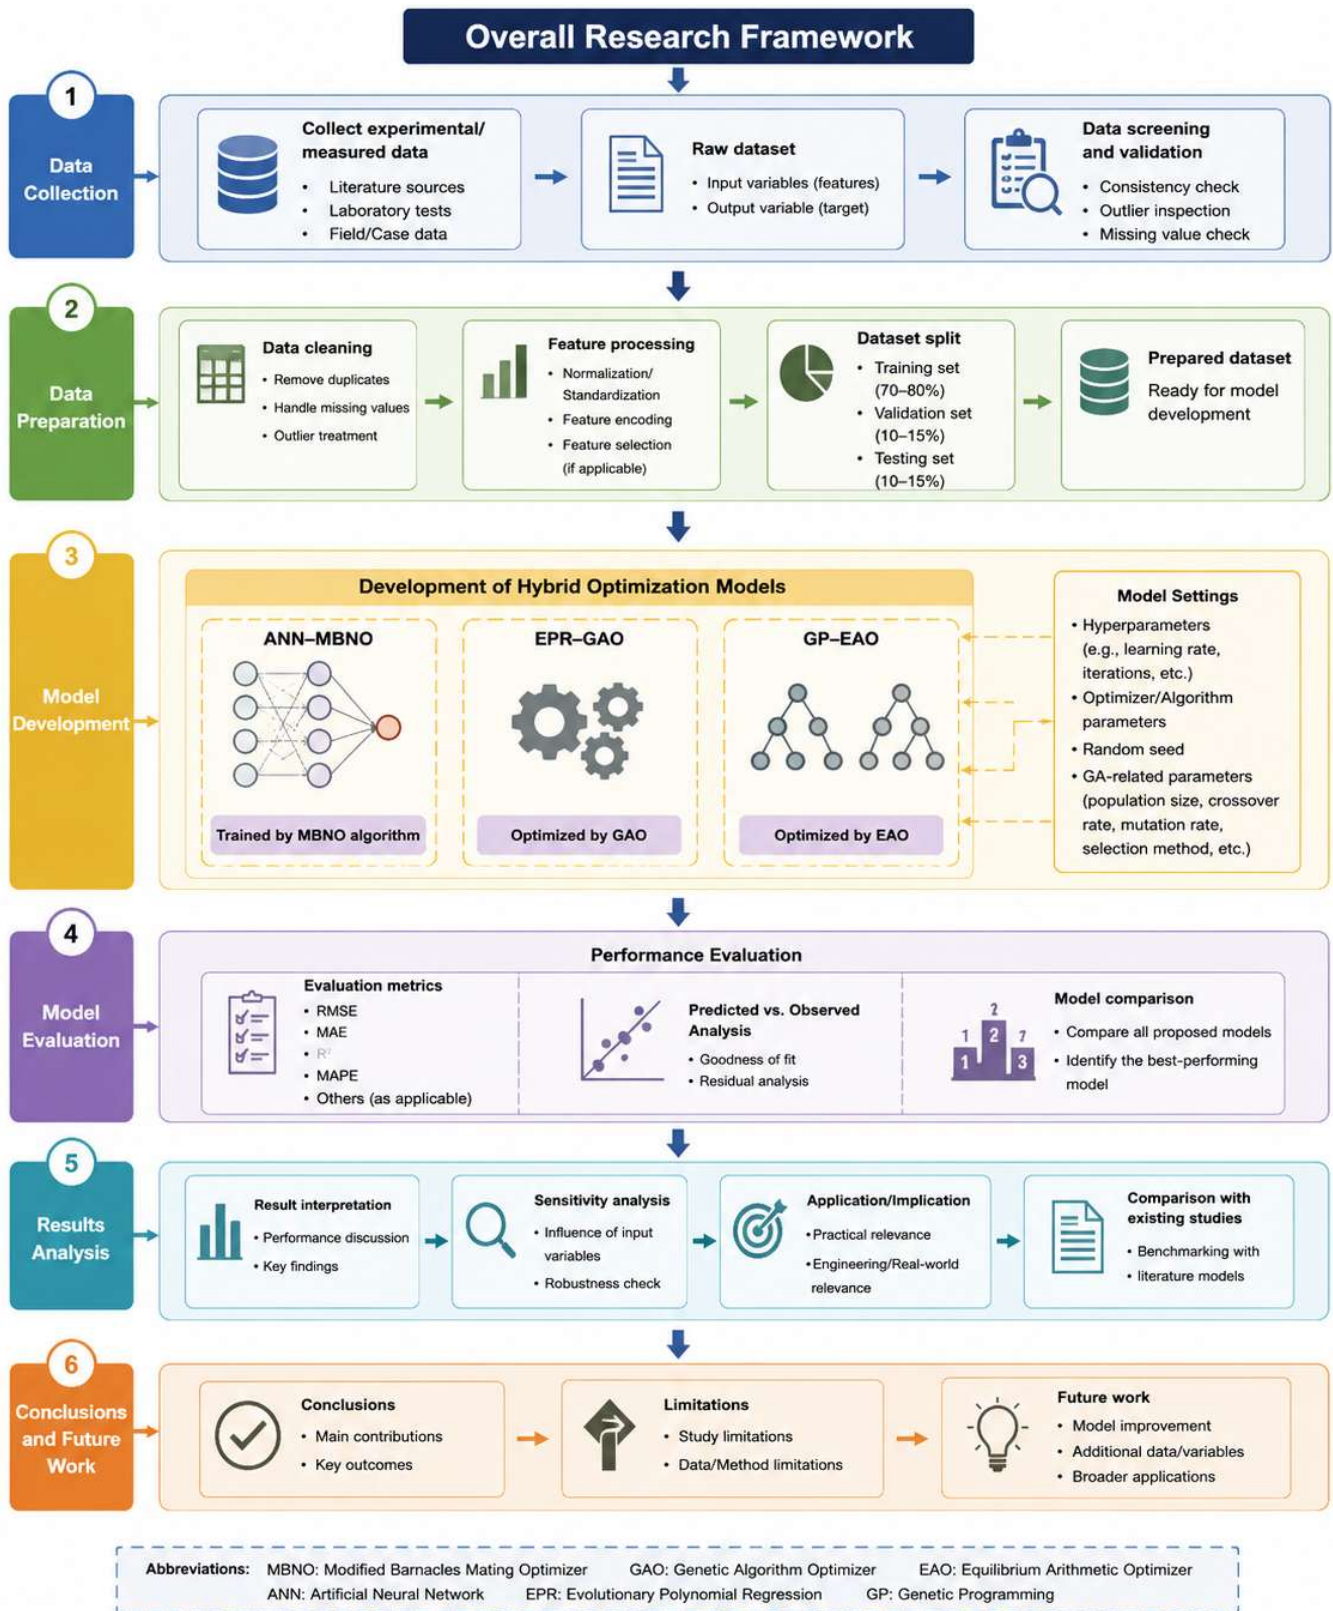 Overall Research Framework
1
Data
Collection
Collect experimental/
measured data
• Literature sources
• Laboratory tests
• Field/Case data
Raw dataset
• Input variables (features)
• Output variable (target)
Data screening
and validation
• Consistency check
• Outlier inspection
• Missing value check
2
Data
Preparation
Data cleaning
• Remove duplicates
• Handle missing values
• Outlier treatment
Feature processing
• Normalization/
Standardization
• Feature encoding
• Feature selection
(if applicable)
Dataset split
• Training set
(70–80%)
• Validation set
(10–15%)
• Testing set
(10–15%)
Prepared dataset
Ready for model
development
3
Model
Development
Development of Hybrid Optimization Models
ANN–MBNO
Trained by MBNO algorithm
EPR–GAO
Optimized by GAO
GP–EAO
Optimized by EAO
Model Settings
• Hyperparameters
(e.g., learning rate,
iterations, etc.)
• Optimizer/Algorithm
parameters
• Random seed
• GA-related parameters
(population size, crossover
rate, mutation rate,
selection method, etc.)
4
Model
Evaluation
Performance Evaluation
Evaluation metrics
• RMSE
• MAE
• R²
• MAPE
• Others (as applicable)
Predicted vs. Observed
Analysis
• Goodness of fit
• Residual analysis
2
1 2 7
1 3
Model comparison
• Compare all proposed models
• Identify the best-performing
model
5
Results
Analysis
Result interpretation
• Performance discussion
• Key findings
Sensitivity analysis
• Influence of input
variables
• Robustness check
Application/Implication
•Practical relevance
•Engineering/Real-world
relevance
Comparison with
existing studies
• Benchmarking with
• literature models
6
Conclusions
and Future
Work
Conclusions
• Main contributions
• Key outcomes
Limitations
• Study limitations
• Data/Method limitations
Future work
• Model improvement
• Additional data/variables
• Broader applications
Abbreviations: MBNO: Modified Barnacles Mating Optimizer GAO: Genetic Algorithm Optimizer EAO: Equilibrium Arithmetic Optimizer
ANN: Artificial Neural Network EPR: Evolutionary Polynomial Regression GP: Genetic Programming